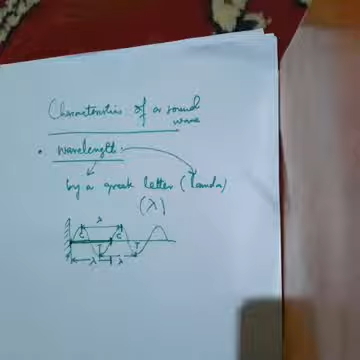 Characteristics of a sound
wave
• Wavelength:
by a greek letter (Lamda)
(λ)
λ
C C
T T
λ λ